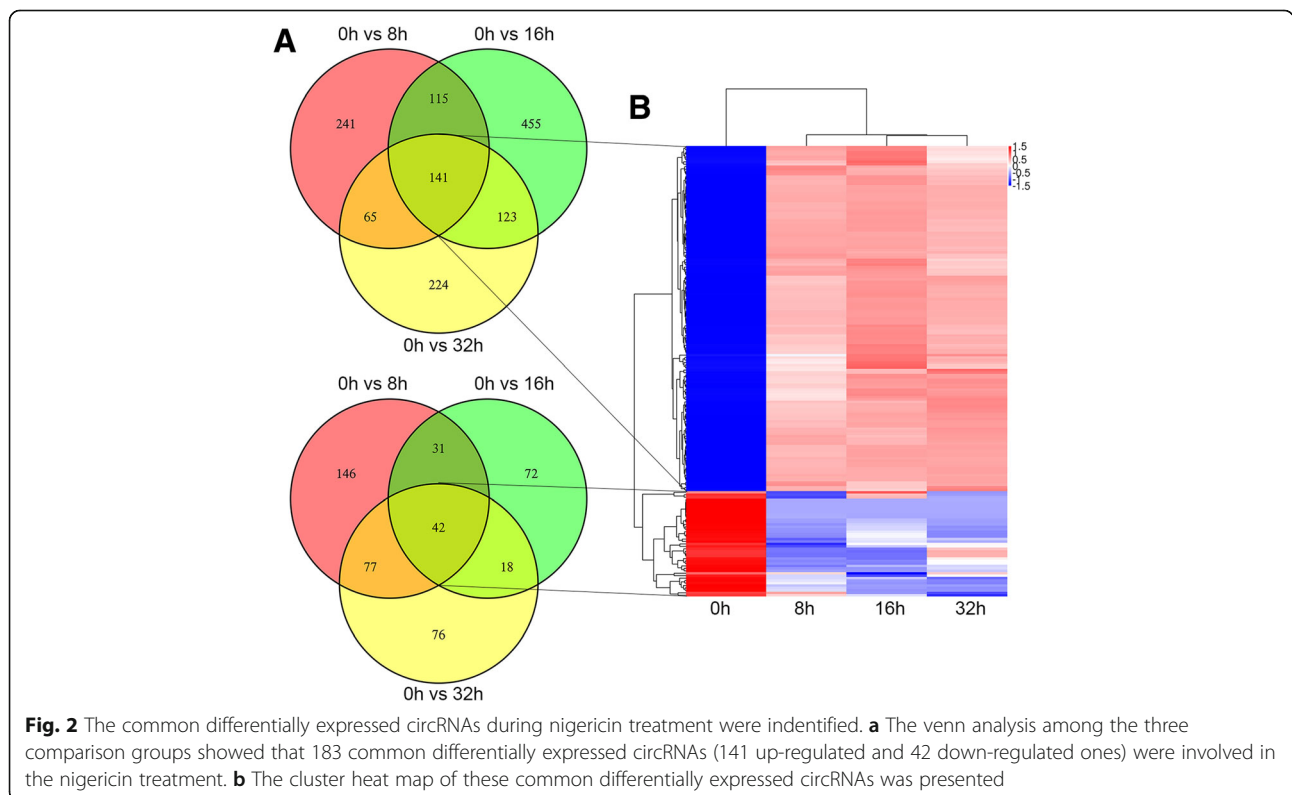 A
0h vs 8h
0h vs 16h
241
115
455
141
65
123
224
0h vs 32h
0h vs 8h
0h vs 16h
146
31
72
42
77
18
76
0h vs 32h
B
1.5
0.5
0
-0.5
-1.5
0h
8h
16h
32h
Fig. 2 The common differentially expressed circRNAs during nigericin treatment were indentified. a The venn analysis among the three
comparison groups showed that 183 common differentially expressed circRNAs (141 up-regulated and 42 down-regulated ones) were involved in
the nigericin treatment. b The cluster heat map of these common differentially expressed circRNAs was presented